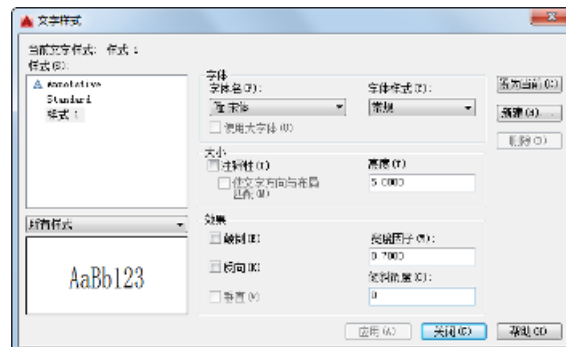 文字样式
当前文字样式: 样式 1
样式(S):
Annotative
Standard
样式 1
所有样式
AaBb123
字体
字体名(F):
宋体
字体样式(Y):
常规
使用大字体(U)
大小
注释性(I)
使文字方向与布局
匹配(M)
高度(T)
5.0000
效果
颠倒(E)
反向(K)
垂直(V)
宽度因子(W):
0.7000
倾斜角度(O):
0
置为当前(C)
新建(N)...
删除(D)
应用(A)
关闭(C)
帮助(H)